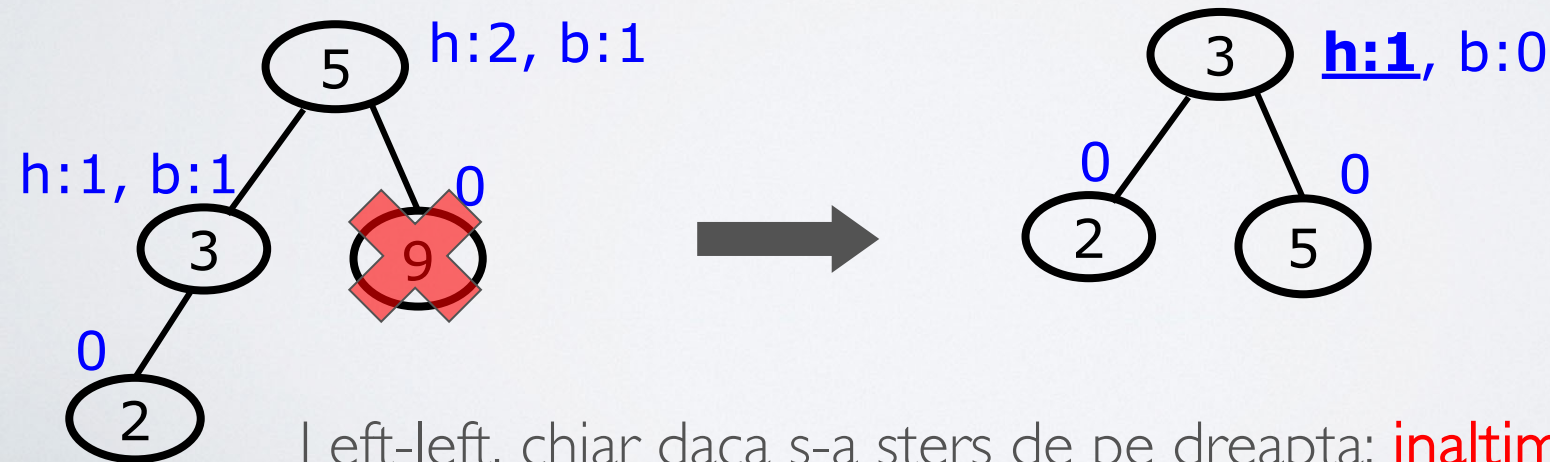 5 h:2, b:1
3 h:1, b:0
h:1, b:1 0
0 0
3 9
2 5
0
2
Left-left, chiar daca s-a sters de pe dreapta: inaltim